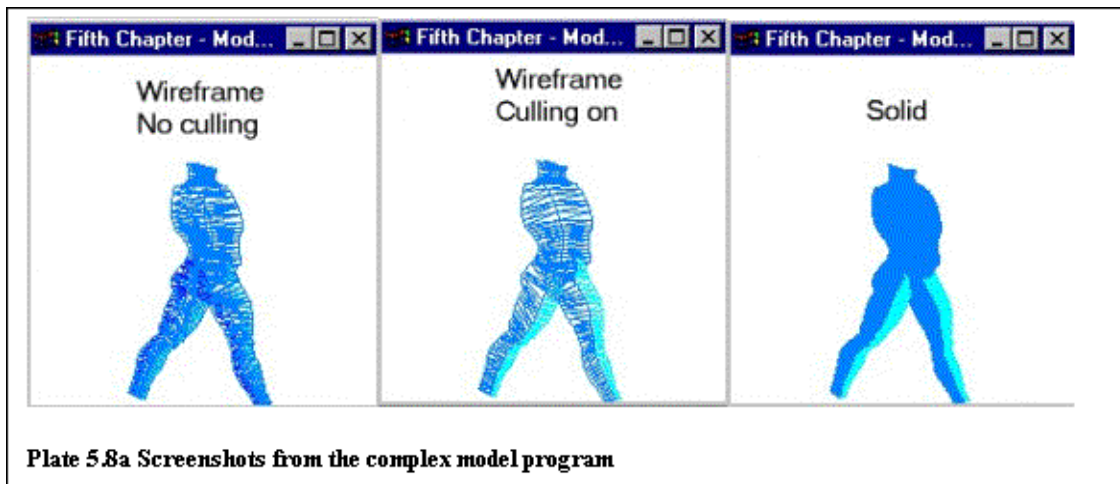 Fifth Chapter - Mod...
Fifth Chapter - Mod...
Fifth Chapter - Mod...
Wireframe
No culling
Wireframe
Culling on
Solid
Plate 5.8a Screenshots from the complex model program